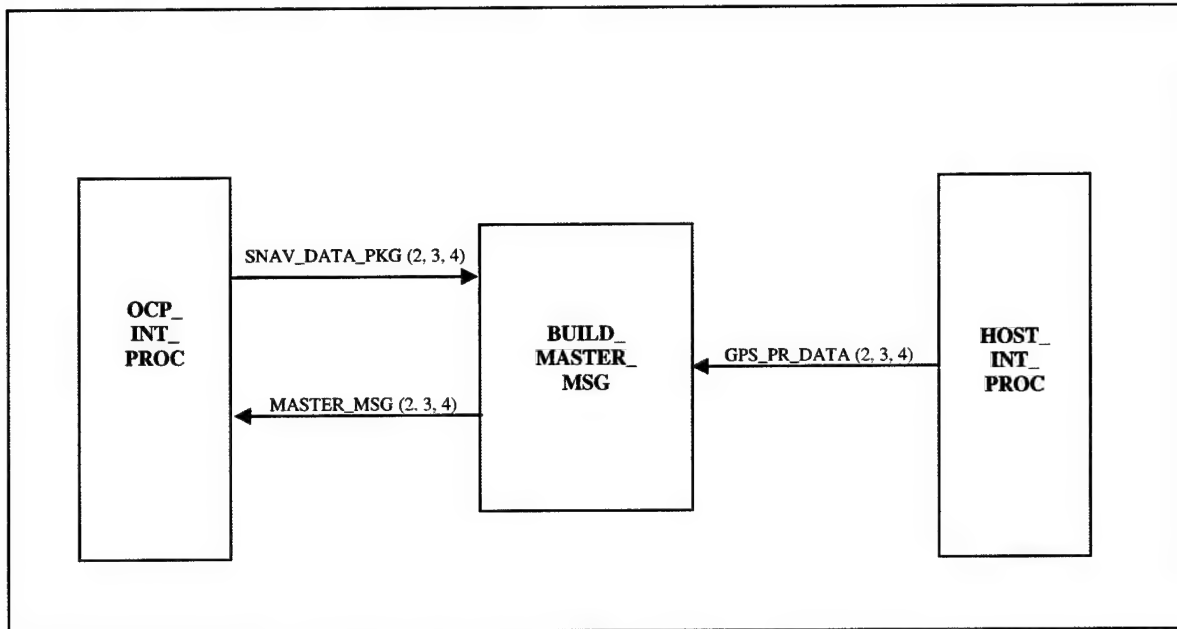 SNAV_DATA_PKG (2, 3, 4)
OCP_
INT_
PROC
MASTER_MSG (2, 3, 4)
BUILD_
MASTER_
MSG
GPS_PR_DATA (2, 3, 4)
HOST_
INT_
PROC